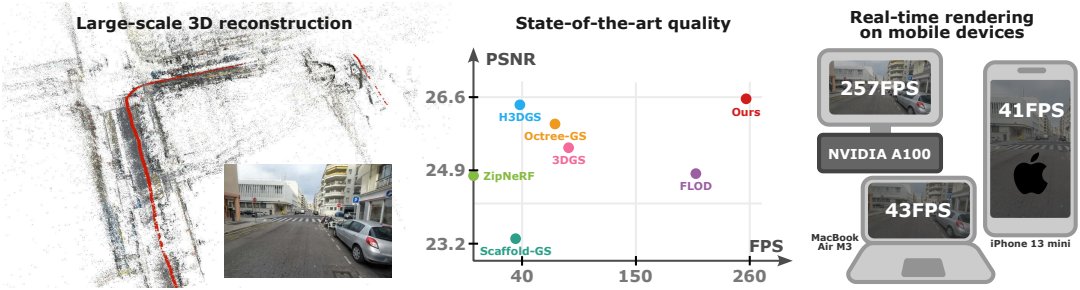 Large-scale 3D reconstruction
State-of-the-art quality
PSNR
26.6
24.9
23.2
H3DGS
Octree-GS
3DGS
ZipNeRF
Scaffold-GS
FLOD
Ours
FPS
40
150
260
Real-time rendering
on mobile devices
257FPS
NVIDIA A100
41FPS
iPhone 13 mini
43FPS
MacBook
Air M3